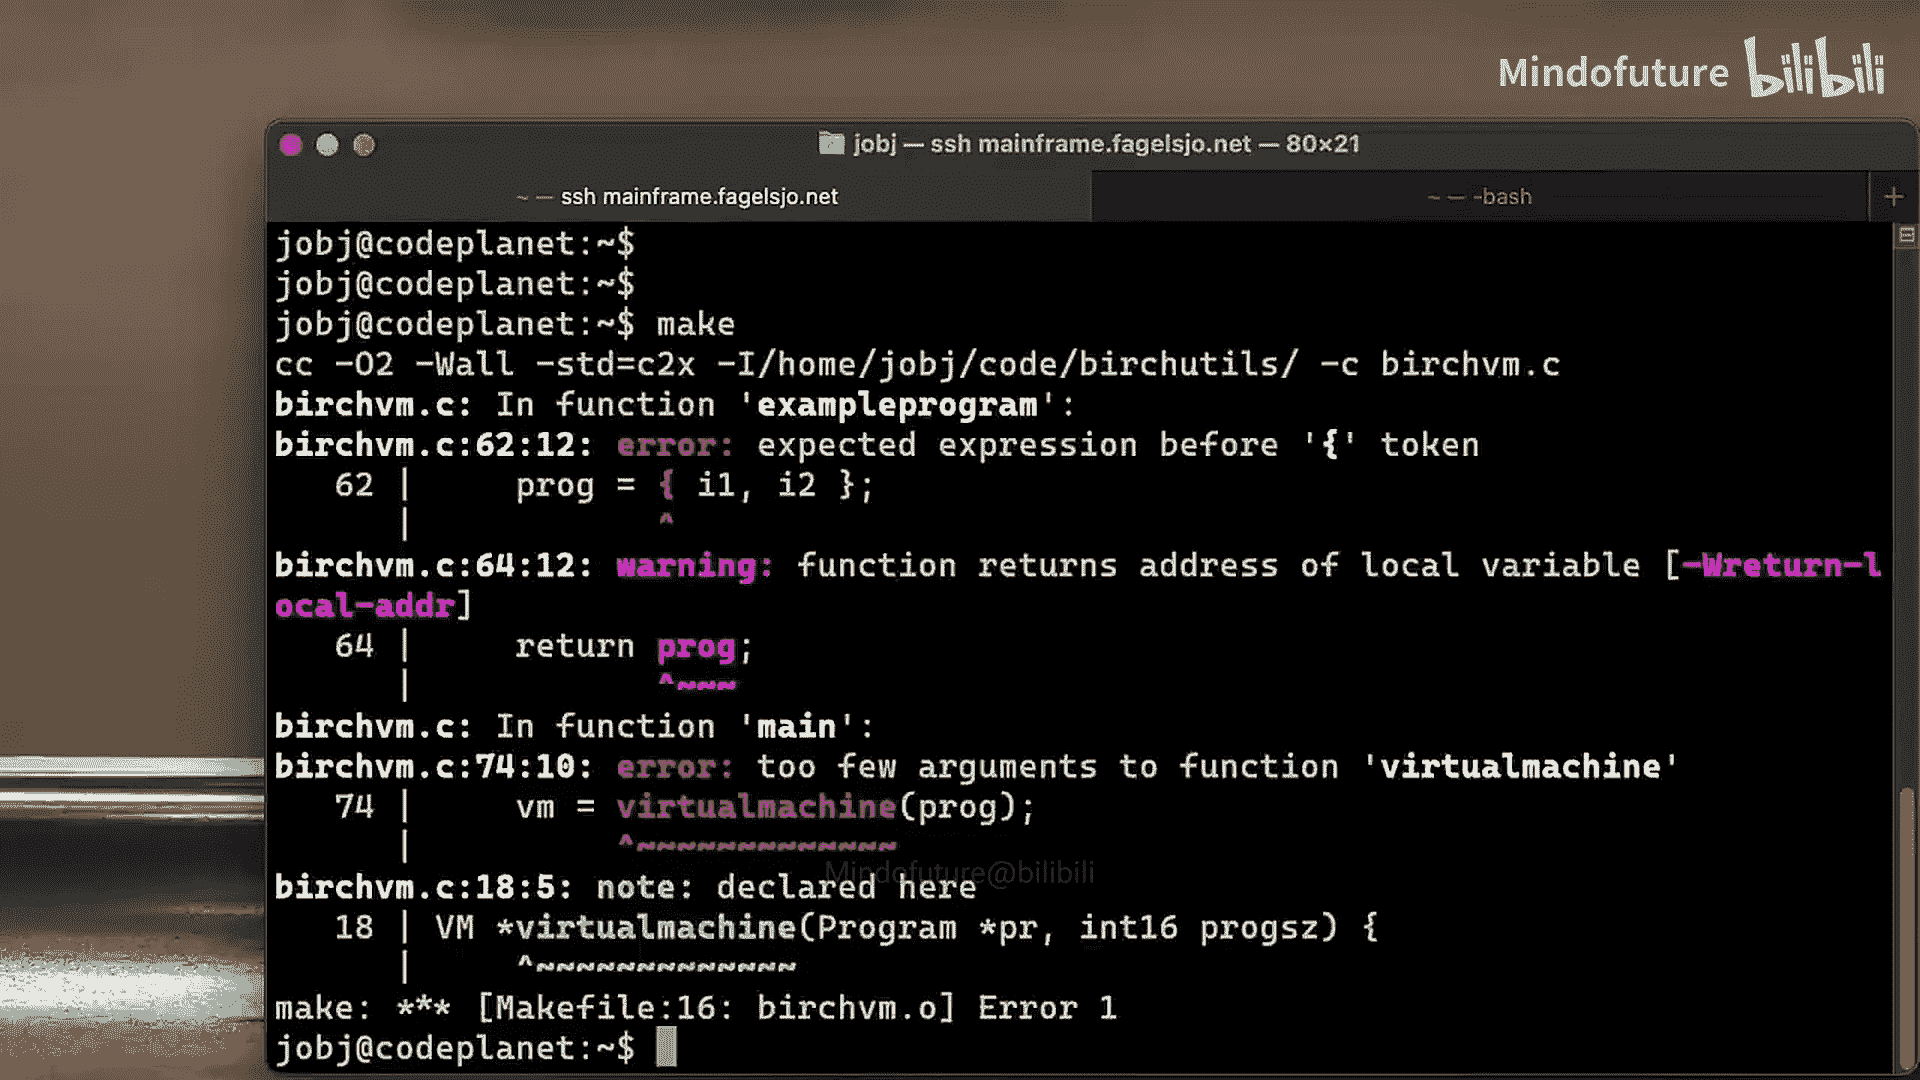 Mindofuture bilibili
jobj — ssh mainframe.fagelsjo.net — 80×21
~ — ssh mainframe.fagelsjo.net
~ — -bash
+
jobj@codeplanet:~$
jobj@codeplanet:~$
jobj@codeplanet:~$ make
cc -O2 -Wall -std=c2x -I/home/jobj/code/birchutils/ -c birchvm.c
birchvm.c: In function 'exampleprogram':
birchvm.c:62:12: error: expected expression before '{' token
62 |     prog = { i1, i2 };
|            ^
birchvm.c:64:12: warning: function returns address of local variable [-Wreturn-l
ocal-addr]
64 |     return prog;
|            ^~~~
birchvm.c: In function 'main':
birchvm.c:74:10: error: too few arguments to function 'virtualmachine'
74 |     vm = virtualmachine(prog);
|          ^~~~~~~~~~~~~~
Mindofuture@bilibili
birchvm.c:18:5: note: declared here
18 | VM *virtualmachine(Program *pr, int16 progsz) {
|     ^~~~~~~~~~~~~~
make: *** [Makefile:16: birchvm.o] Error 1
jobj@codeplanet:~$